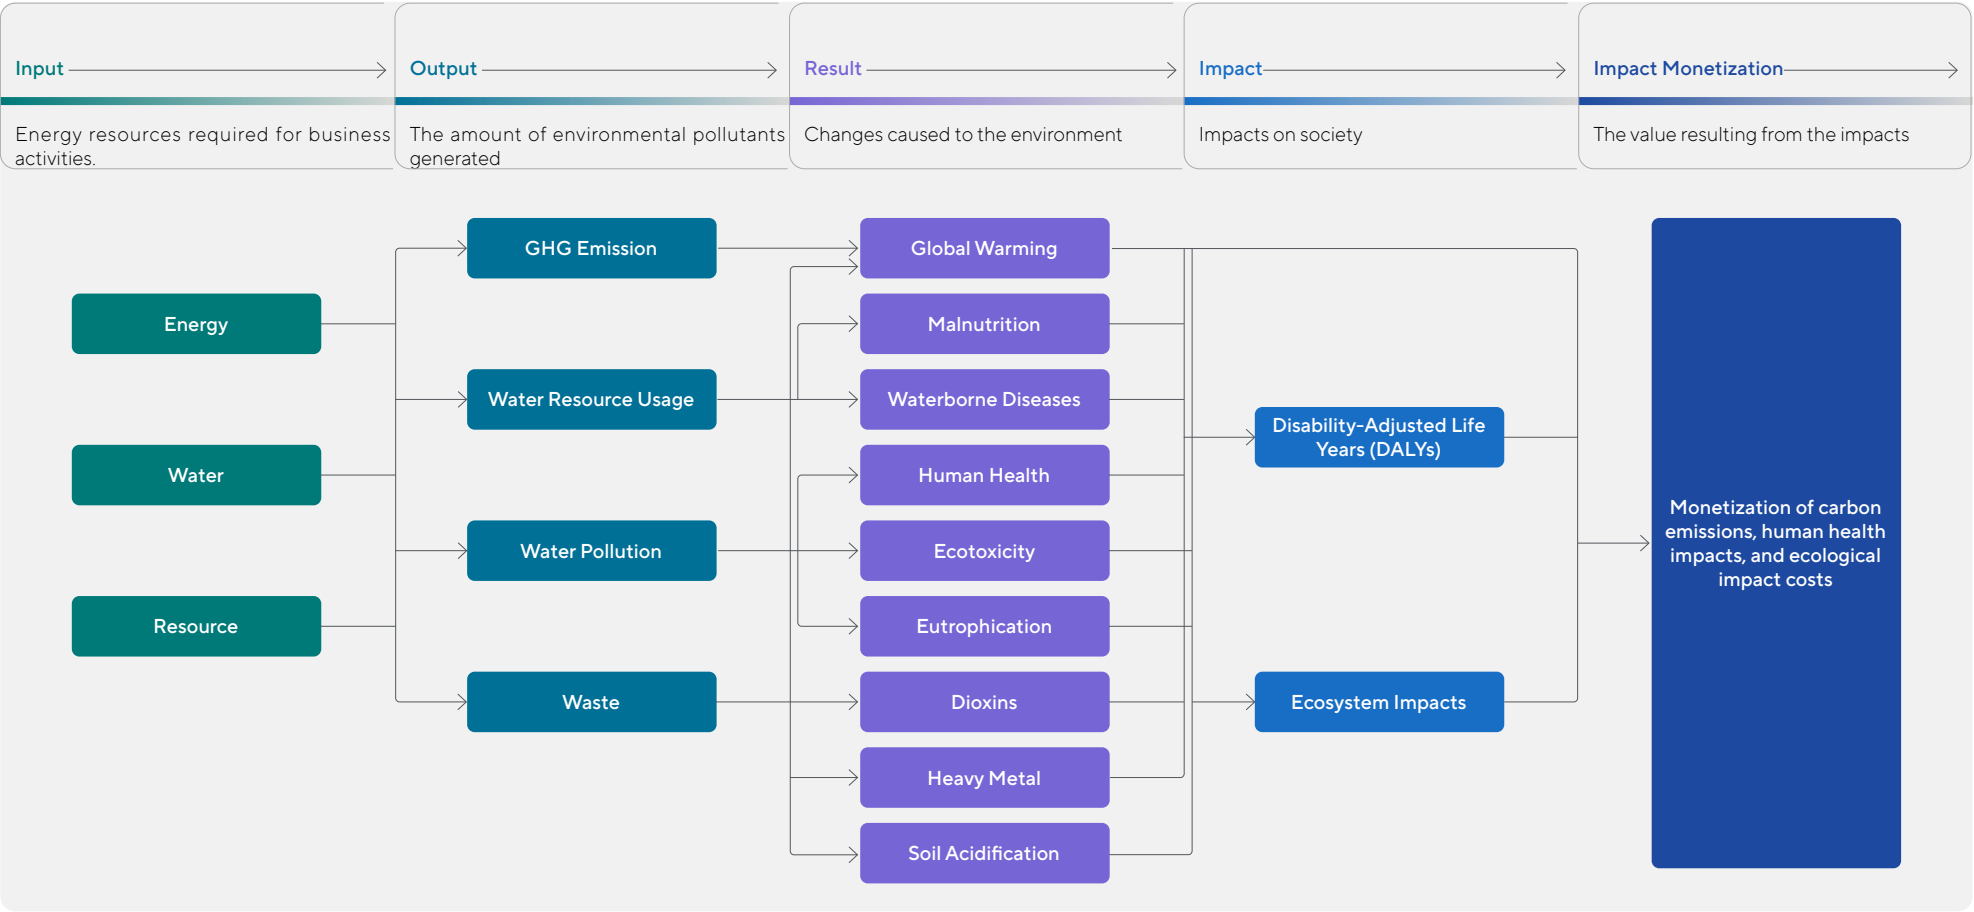 Input
Output
Result
Impact
Impact Monetization
Energy resources required for business
activities.
The amount of environmental pollutants
generated
Changes caused to the environment
Impacts on society
The value resulting from the impacts
Energy
Water
Resource
GHG Emission
Water Resource Usage
Water Pollution
Waste
Global Warming
Malnutrition
Waterborne Diseases
Human Health
Ecotoxicity
Eutrophication
Dioxins
Heavy Metal
Soil Acidification
Disability-Adjusted Life
Years (DALYs)
Ecosystem Impacts
Monetization of carbon
emissions, human health
impacts, and ecological
impact costs